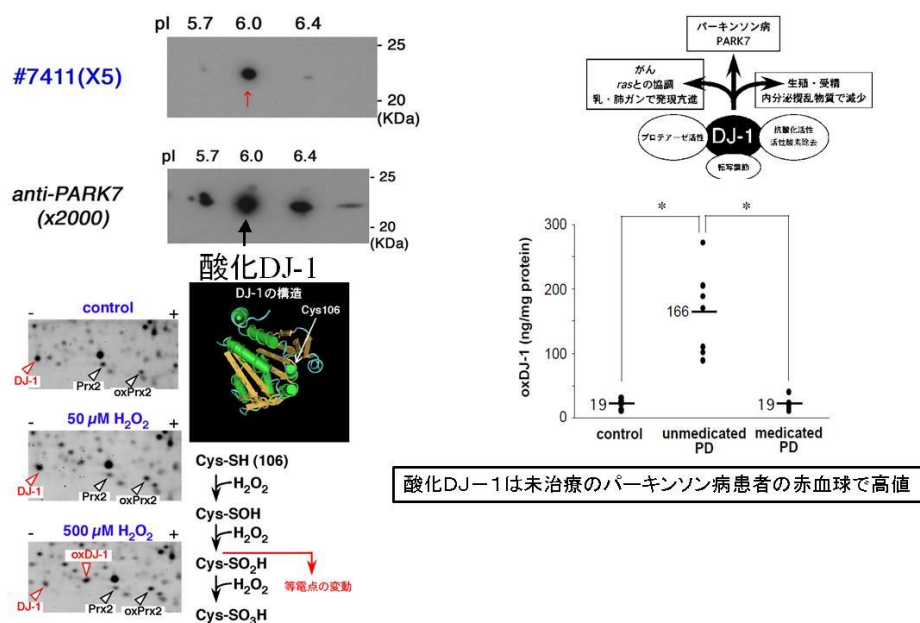 pI 5.7 6.0 6.4
#7411(X5)
25
20
(KDa)
pI 5.7 6.0 6.4
anti-PARK7
(x2000)
25
20
(KDa)
酸化DJ-1
control
- +
DJ-1
Prx2
oxPrx2
50 µM H₂O₂
- +
DJ-1
Prx2
oxPrx2
500 µM H₂O₂
- +
oxDJ-1
DJ-1
Prx2
oxPrx2
DJ-1の構造
Cys106
Cys-SH (106)
H₂O₂
Cys-SOH
H₂O₂
Cys-SO₂H
等電点の変動
H₂O₂
Cys-SO₃H
パーキンソン病
PARK7
がん
rasとの協調
乳・肺ガンで発現亢進
生殖・受精
内分泌攪乱物質で減少
プロテアーゼ活性
DJ-1
抗酸化活性
活性酸素除去
転写調節
* *
oxDJ-1 (ng/mg protein)
300
200
100
0
19
166
19
control
unmedicated
PD
medicated
PD
酸化DJ－1は未治療のパーキンソン病患者の赤血球で高値